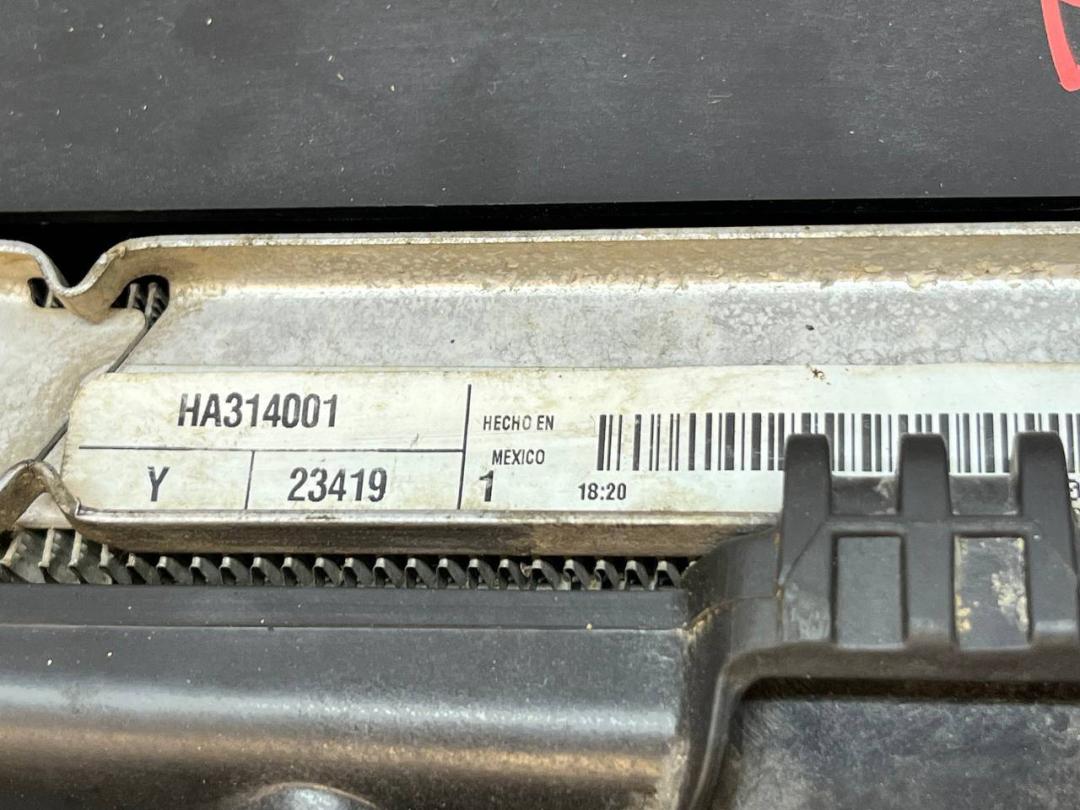 HA314001
Y 23419
HECHO EN
MEXICO
1 18:20